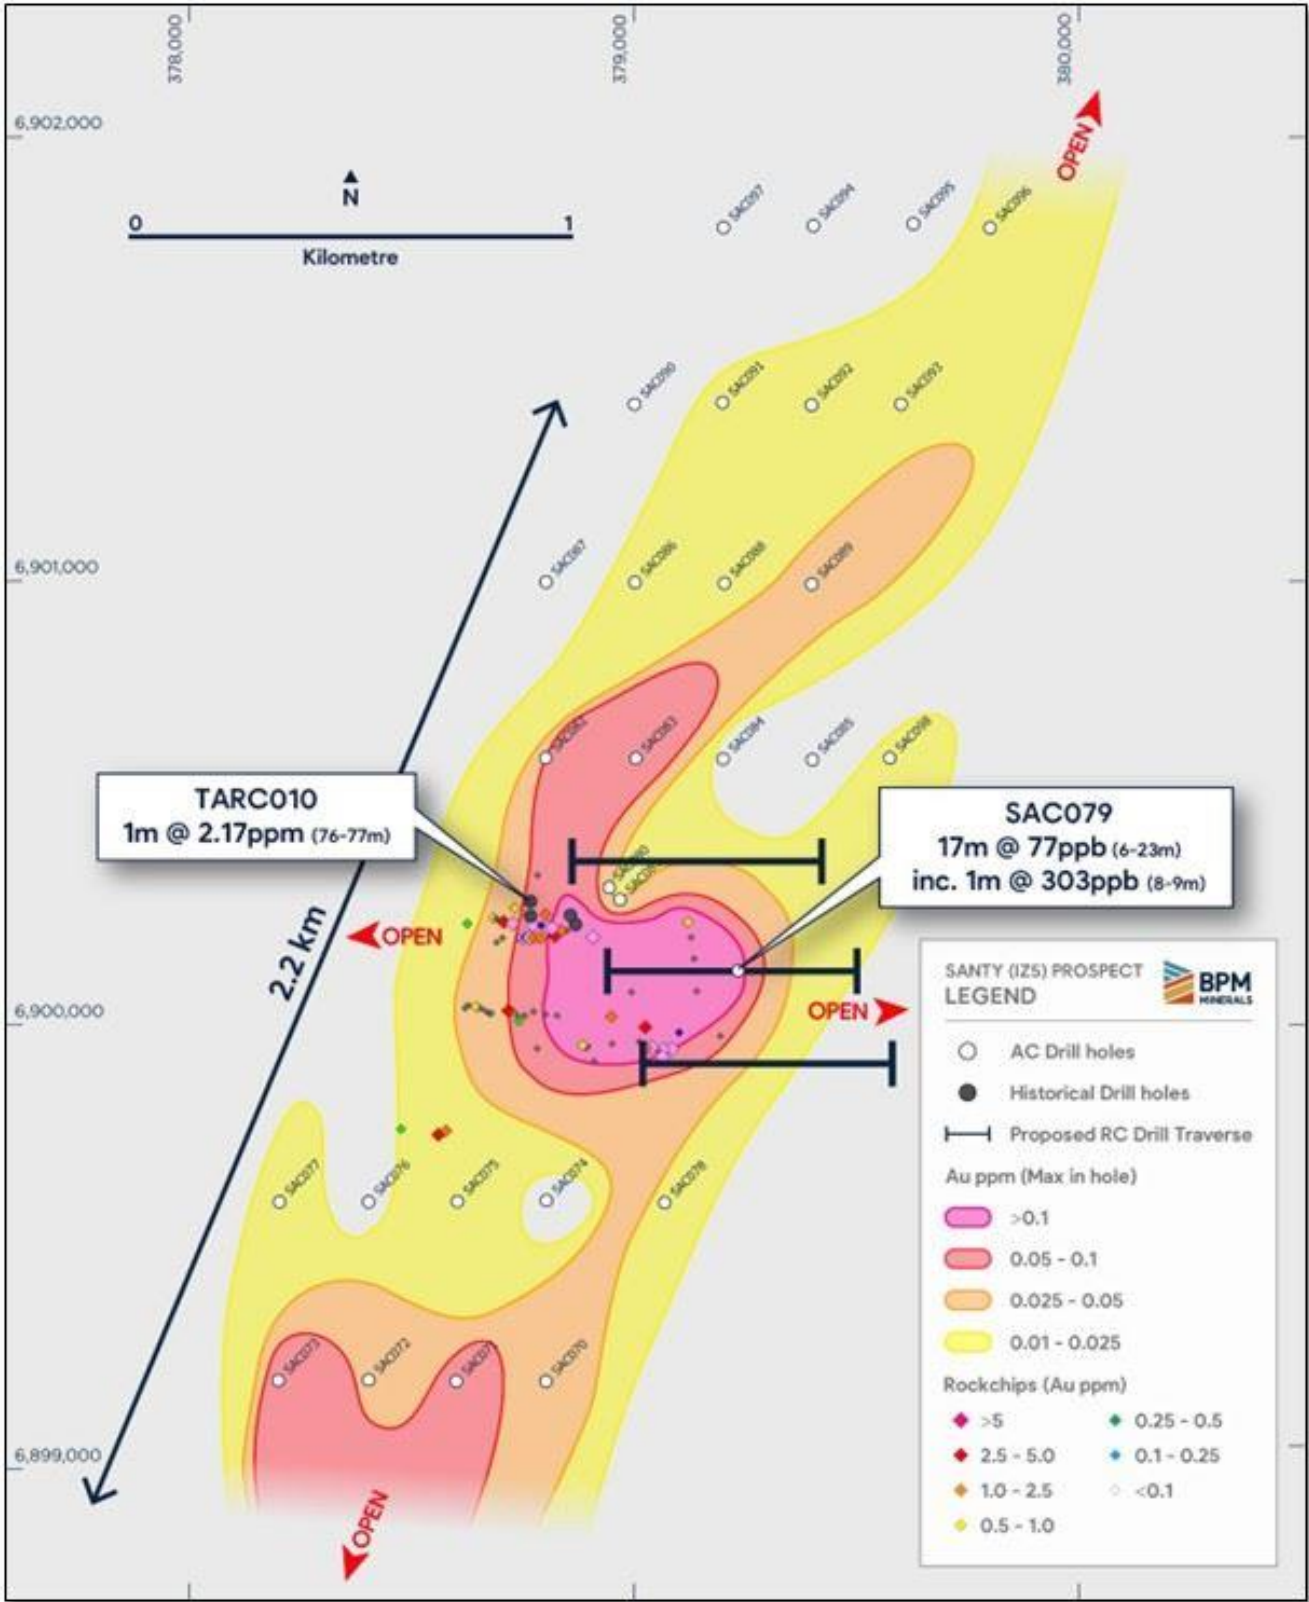 378,000
379,000
380,000
6,902,000
OPEN
N
0 1
Kilometre
SAC097
SAC094
SAC095
SAC096
SAC090
SAC091
SAC092
SAC093
6,901,000
SAC087
SAC086
SAC088
SAC089
SAC082
SAC083
SAC084
SAC085
SAC098
TARC010
1m @ 2.17ppm (76-77m)
SAC079
17m @ 77ppb (6-23m)
inc. 1m @ 303ppb (8-9m)
2.2 km
OPEN
6,900,000
OPEN
SANTY (IZ5) PROSPECT
LEGEND
BPM
MINERALS
AC Drill holes
Historical Drill holes
Proposed RC Drill Traverse
Au ppm (Max in hole)
>0.1
0.05 - 0.1
0.025 - 0.05
0.01 - 0.025
Rockchips (Au ppm)
>5
0.25 - 0.5
2.5 - 5.0
0.1 - 0.25
1.0 - 2.5
<0.1
0.5 - 1.0
SAC077
SAC076
SAC075
SAC074
SAC078
SAC073
SAC072
SAC070
6,899,000
OPEN